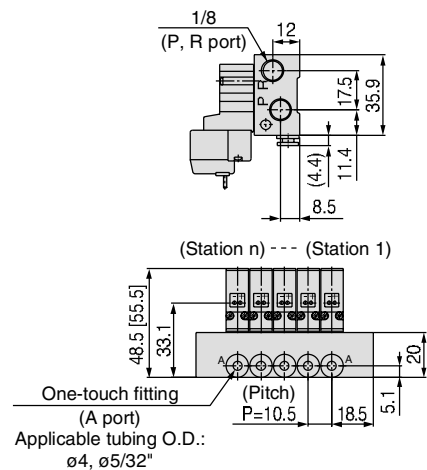 1/8
(P, R port)
12
R
P
17.5
35.9
11.4
(4.4)
8.5
(Station n) --- (Station 1)
48.5 [55.5]
33.1
A
A
20
5.1
One-touch fitting
(A port)
Applicable tubing O.D.:
ø4, ø5/32"
(Pitch)
P=10.5
18.5